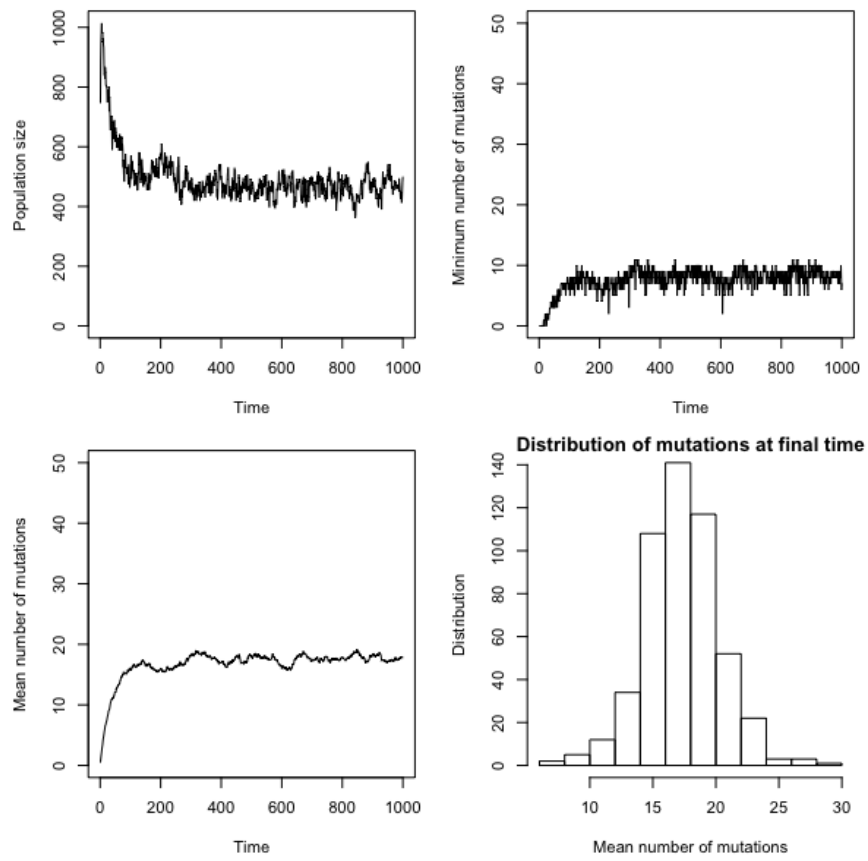 Population size
0 200 400 600 800 1000
0 200 400 600 800 1000
Time
Minimum number of mutations
0 10 20 30 40 50
0 200 400 600 800 1000
Time
Mean number of mutations
0 10 20 30 40 50
0 200 400 600 800 1000
Time
Distribution of mutations at final time
Distribution
0 20 40 60 80 100 120 140
10 15 20 25 30
Mean number of mutations